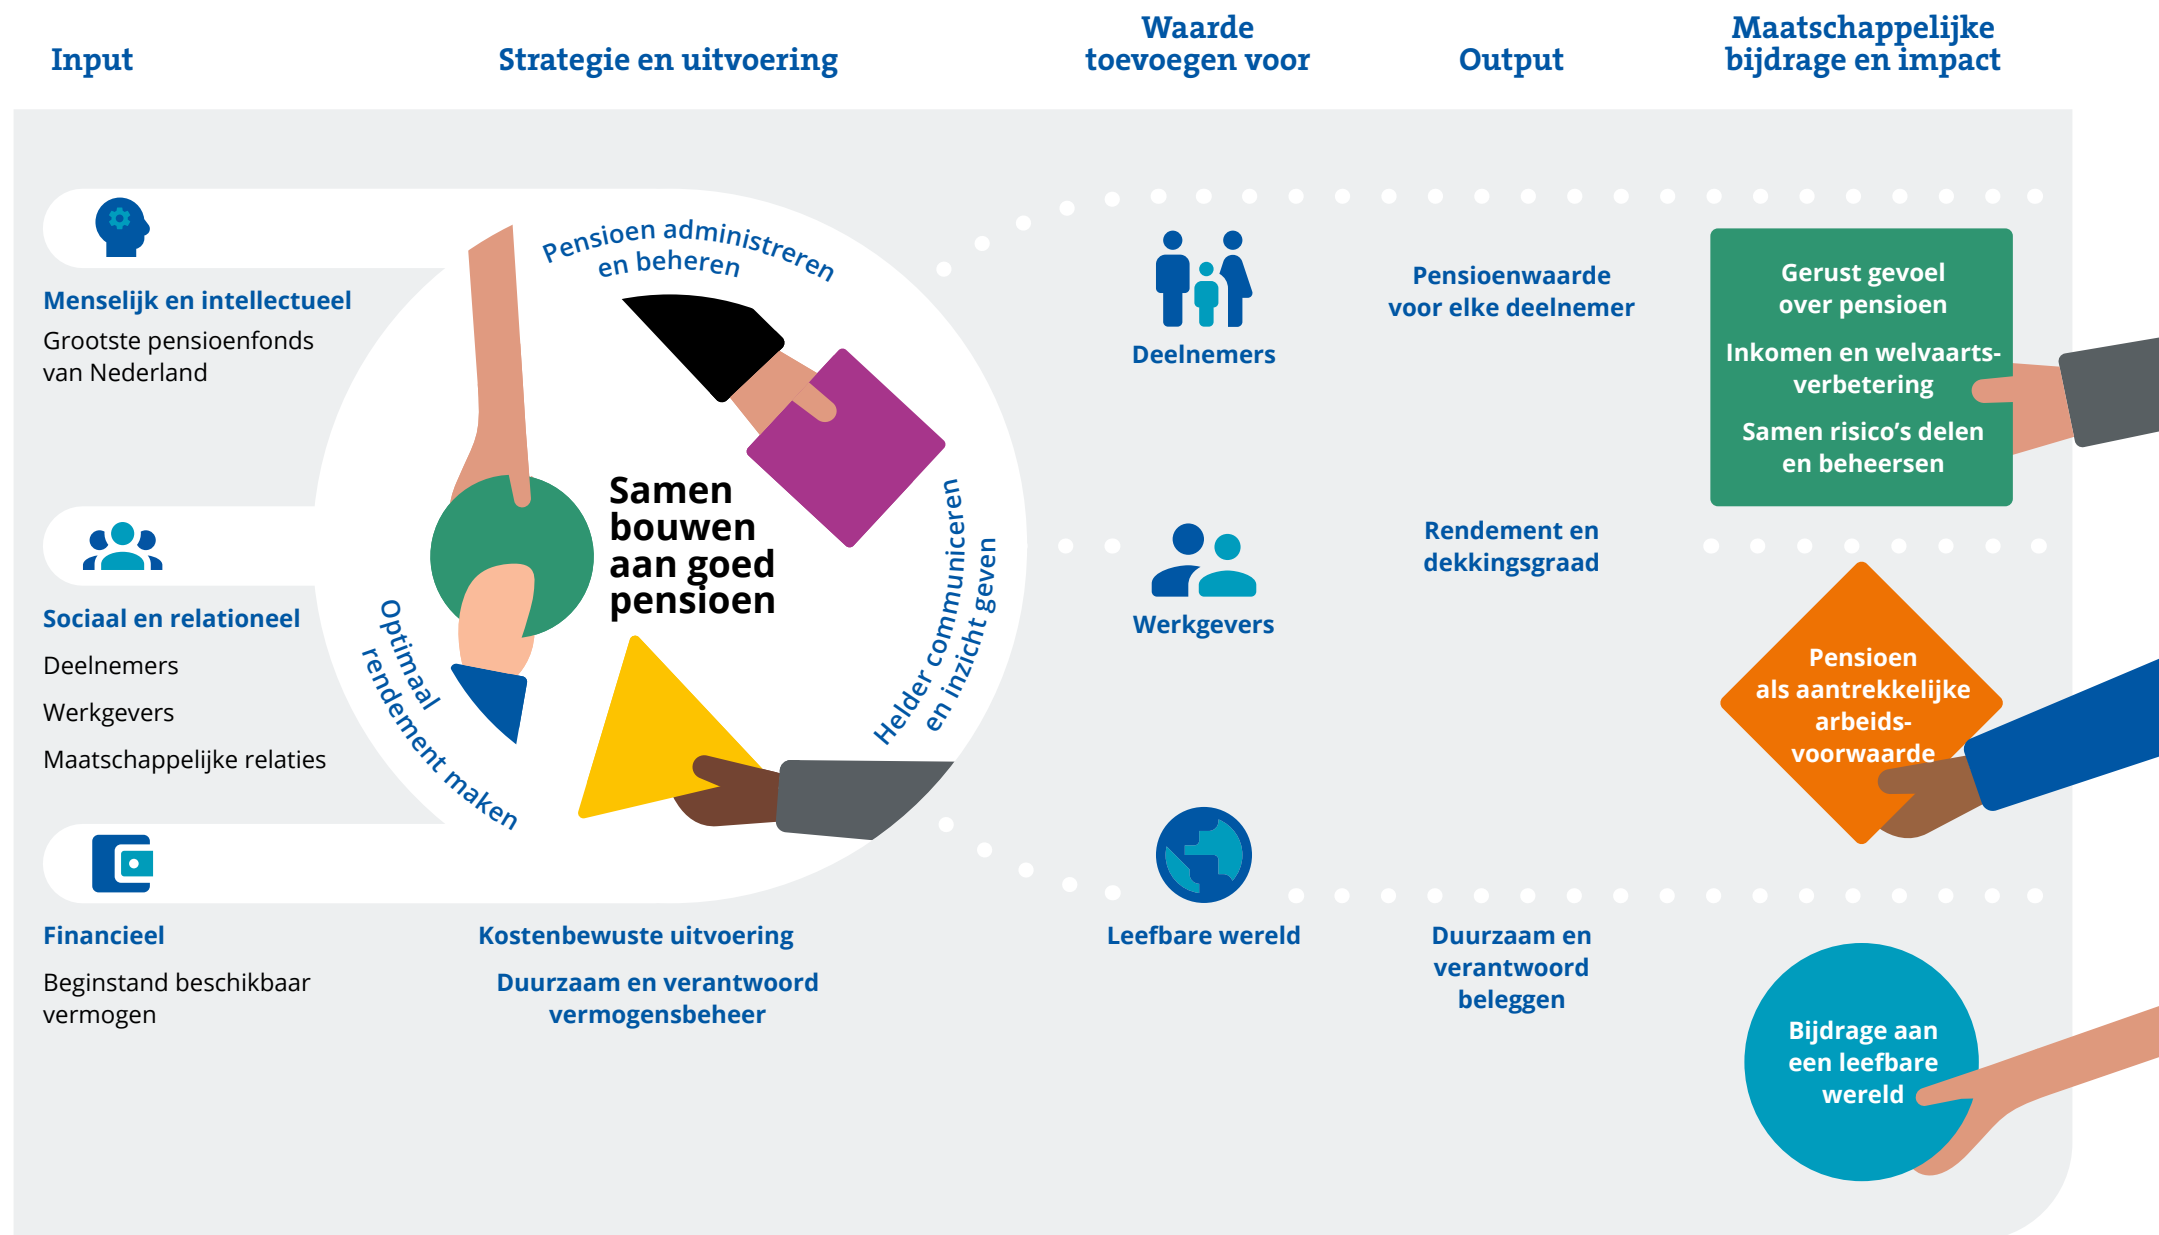 Input
Strategie en uitvoering
Waarde
toevoegen voor
Output
Maatschappelijke
bijdrage en impact
Menselijk en intellectueel
Grootste pensioenfonds
van Nederland
Sociaal en relationeel
Deelnemers
Werkgevers
Maatschappelijke relaties
Financieel
Beginstand beschikbaar
vermogen
Pensioen administreren
en beheren
Samen
bouwen
aan goed
pensioen
Helder communiceren
en inzicht geven
Optimaal
rendement maken
Kostenbewuste uitvoering
Duurzaam en verantwoord
vermogensbeheer
Deelnemers
Werkgevers
Leefbare wereld
Pensioenwaarde
voor elke deelnemer
Rendement en
dekkingsgraad
Duurzaam en
verantwoord
beleggen
Gerust gevoel
over pensioen
Inkomen en welvaarts-
verbetering
Samen risico’s delen
en beheersen
Pensioen
als aantrekkelijke
arbeids-
voorwaarde
Bijdrage aan
een leefbare
wereld